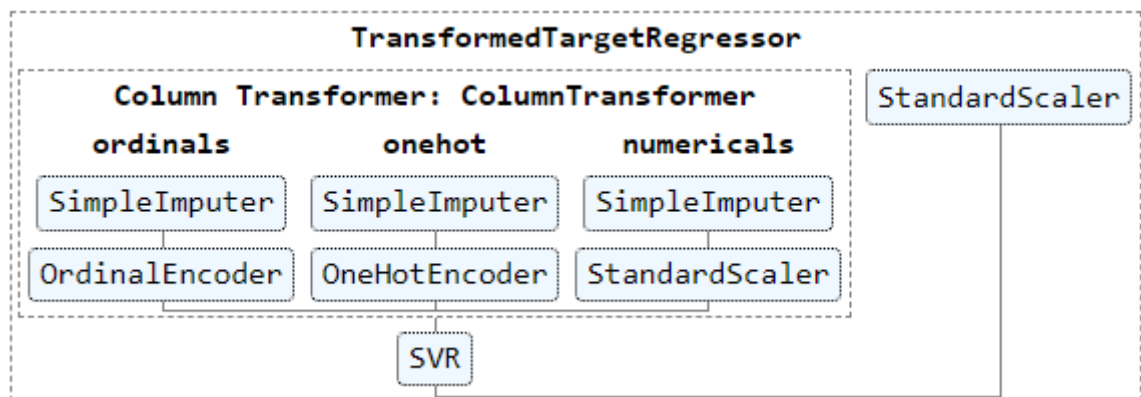 TransformedTargetRegressor
Column Transformer: ColumnTransformer
StandardScaler
ordinals onehot numericals
SimpleImputer SimpleImputer SimpleImputer
OrdinalEncoder OneHotEncoder StandardScaler
SVR